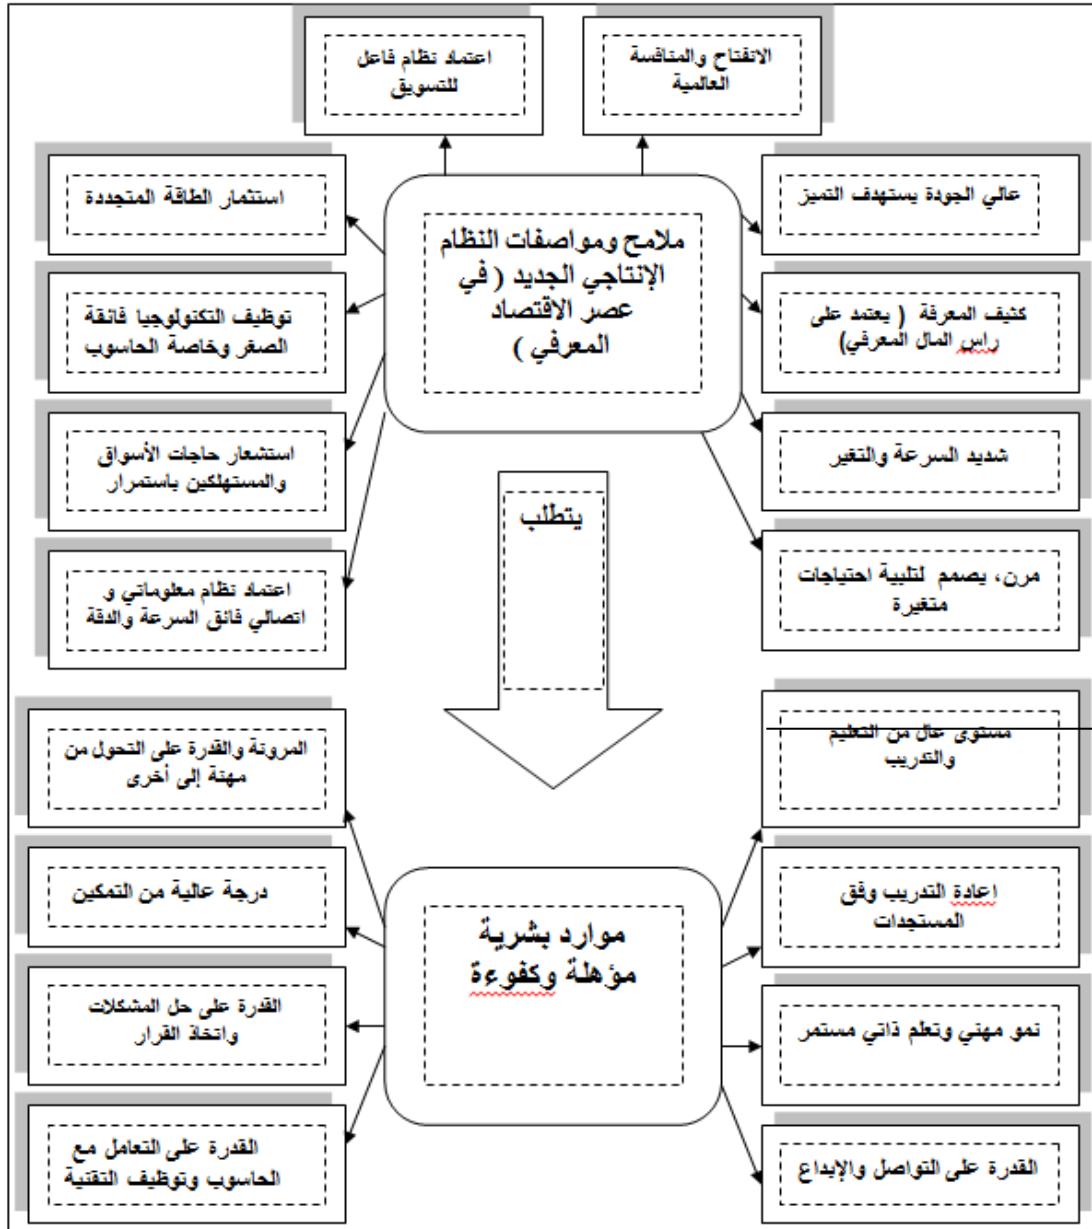 الانفتاح والمنافسة
العالمية
اعتماد نظام فاعل
للتسويق
عالي الجودة يستهدف التميز
استثمار الطاقة المتجددة
ملامح ومواصفات النظام
الإنتاجي الجديد ( في
عصر الاقتصاد
المعرفي )
كثيف المعرفة ( يعتمد على
راس المال المعرفي)
توظيف التكنولوجيا فائقة
الصغر وخاصة الحاسوب
شديد السرعة والتغير
استشعار حاجات الأسواق
والمستهلكين باستمرار
مرن، يصمم لتلبية احتياجات
متغيرة
اعتماد نظام معلوماتي و
اتصالي فائق السرعة والدقة
يتطلب
مستوى عال من التعليم
والتدريب
المرونة والقدرة على التحول من
مهنة إلى أخرى
اعادة التدريب وفق
المستجدات
درجة عالية من التمكين
موارد بشرية
مؤهلة وكفوءة
نمو مهني وتعلم ذاتي مستمر
القدرة على حل المشكلات
واتخاذ القرار
القدرة على التواصل والإبداع
القدرة على التعامل مع
الحاسوب وتوظيف التقنية